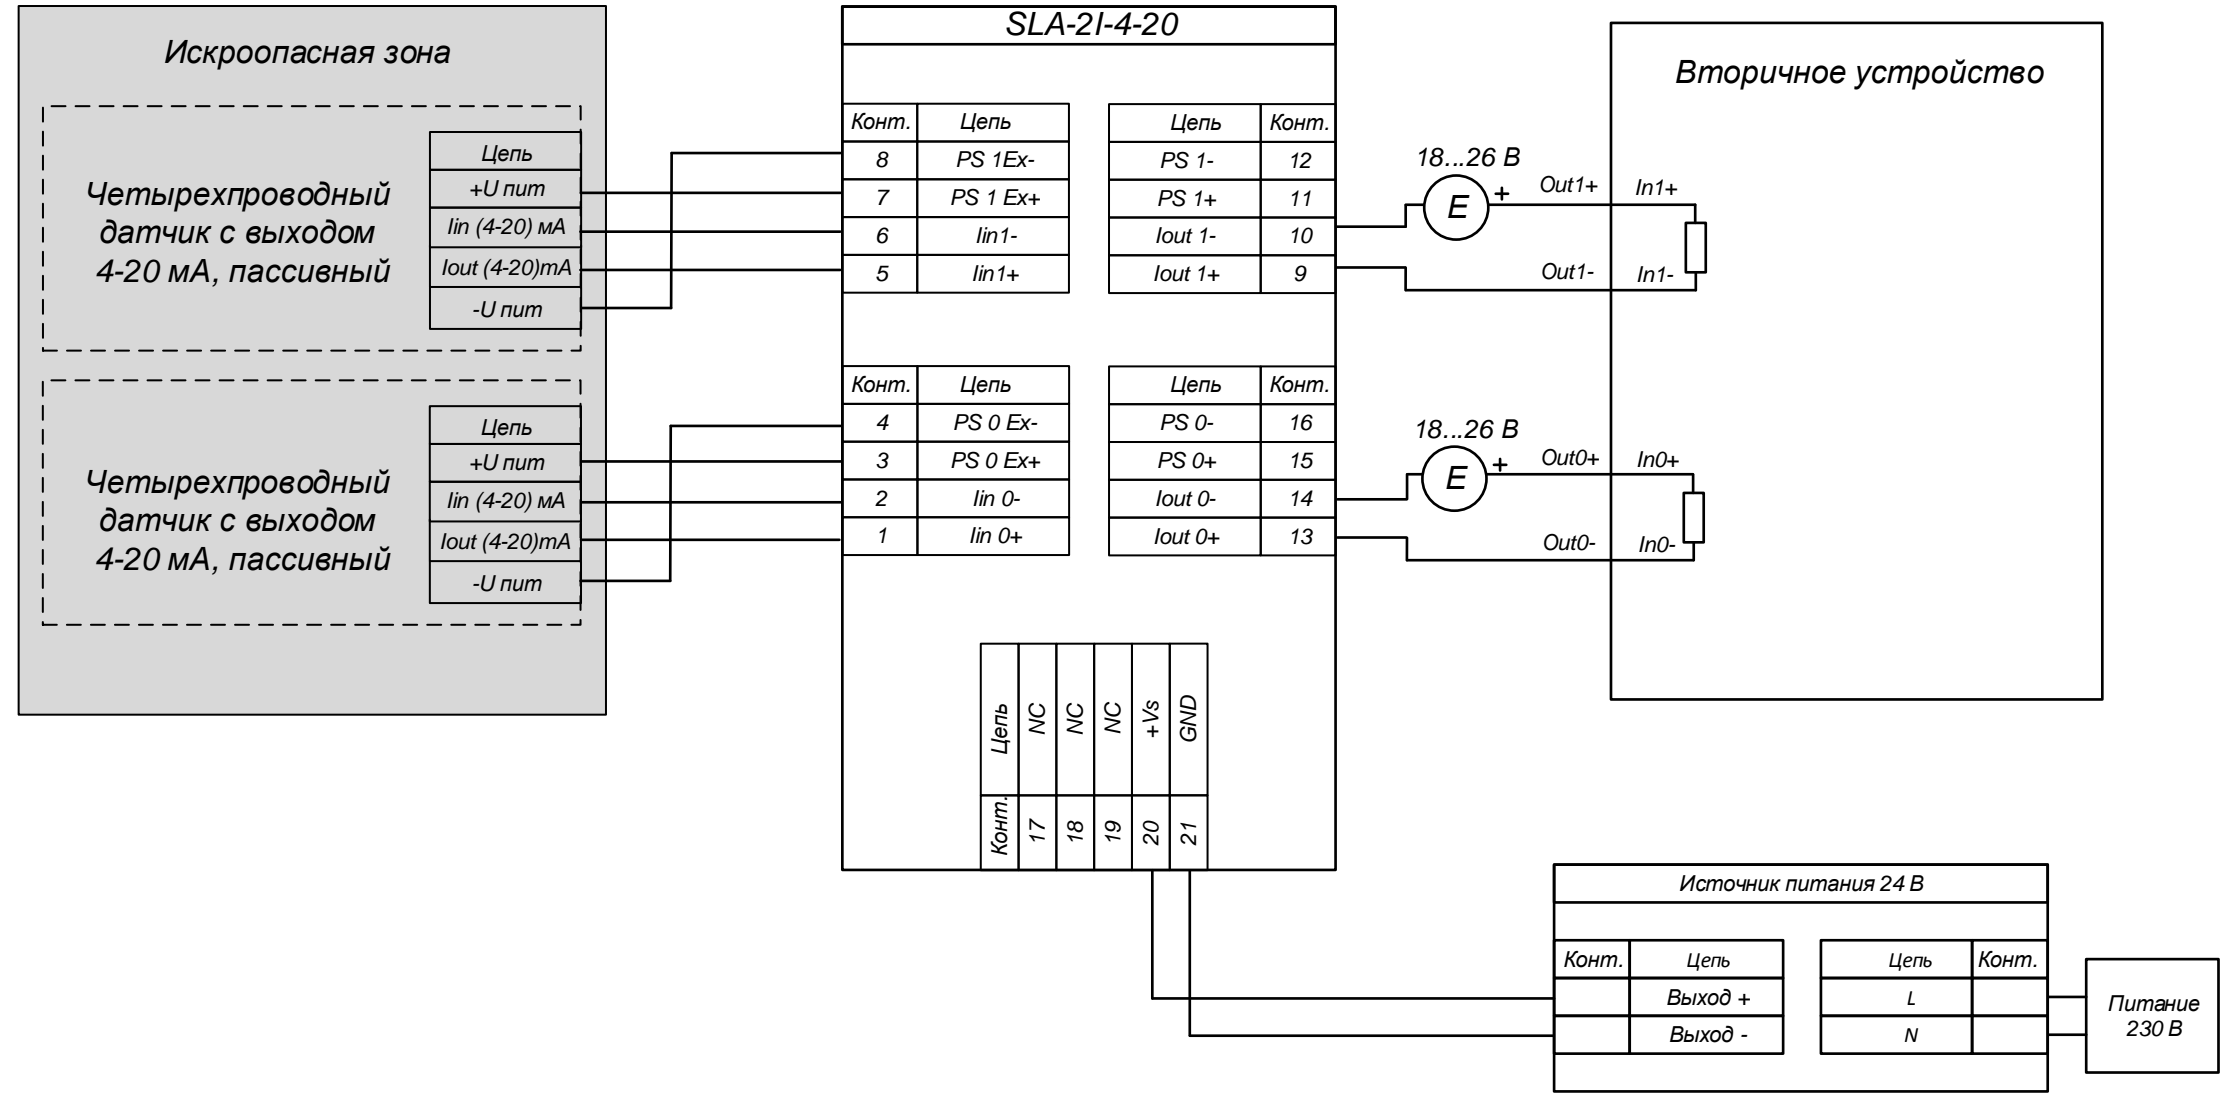 SLA-2I-4-20
Искроопасная зона
Четырехпроводный
датчик с выходом
4-20 мА, пассивный
Цепь
+U пит
Iin (4-20) мА
Iout (4-20)mA
-U пит
Четырехпроводный
датчик с выходом
4-20 мА, пассивный
Цепь
+U пит
Iin (4-20) мА
Iout (4-20)mA
-U пит
Конт. Цепь
8 PS 1Ex-
7 PS 1 Ex+
6 Iin1-
5 Iin1+
Цепь Конт.
PS 1- 12
PS 1+ 11
Iout 1- 10
Iout 1+ 9
Конт. Цепь
4 PS 0 Ex-
3 PS 0 Ex+
2 Iin 0-
1 Iin 0+
Цепь Конт.
PS 0- 16
PS 0+ 15
Iout 0- 14
Iout 0+ 13
Конт. Цепь
17 NC
18 NC
19 NC
20 +Vs
21 GND
Вторичное устройство
18...26 В
E +
Out1+ In1+
Out1- In1-
18...26 В
E +
Out0+ In0+
Out0- In0-
Источник питания 24 В
Конт. Цепь
Выход +
Выход -
Цепь Конт.
L
N
Питание
230 В